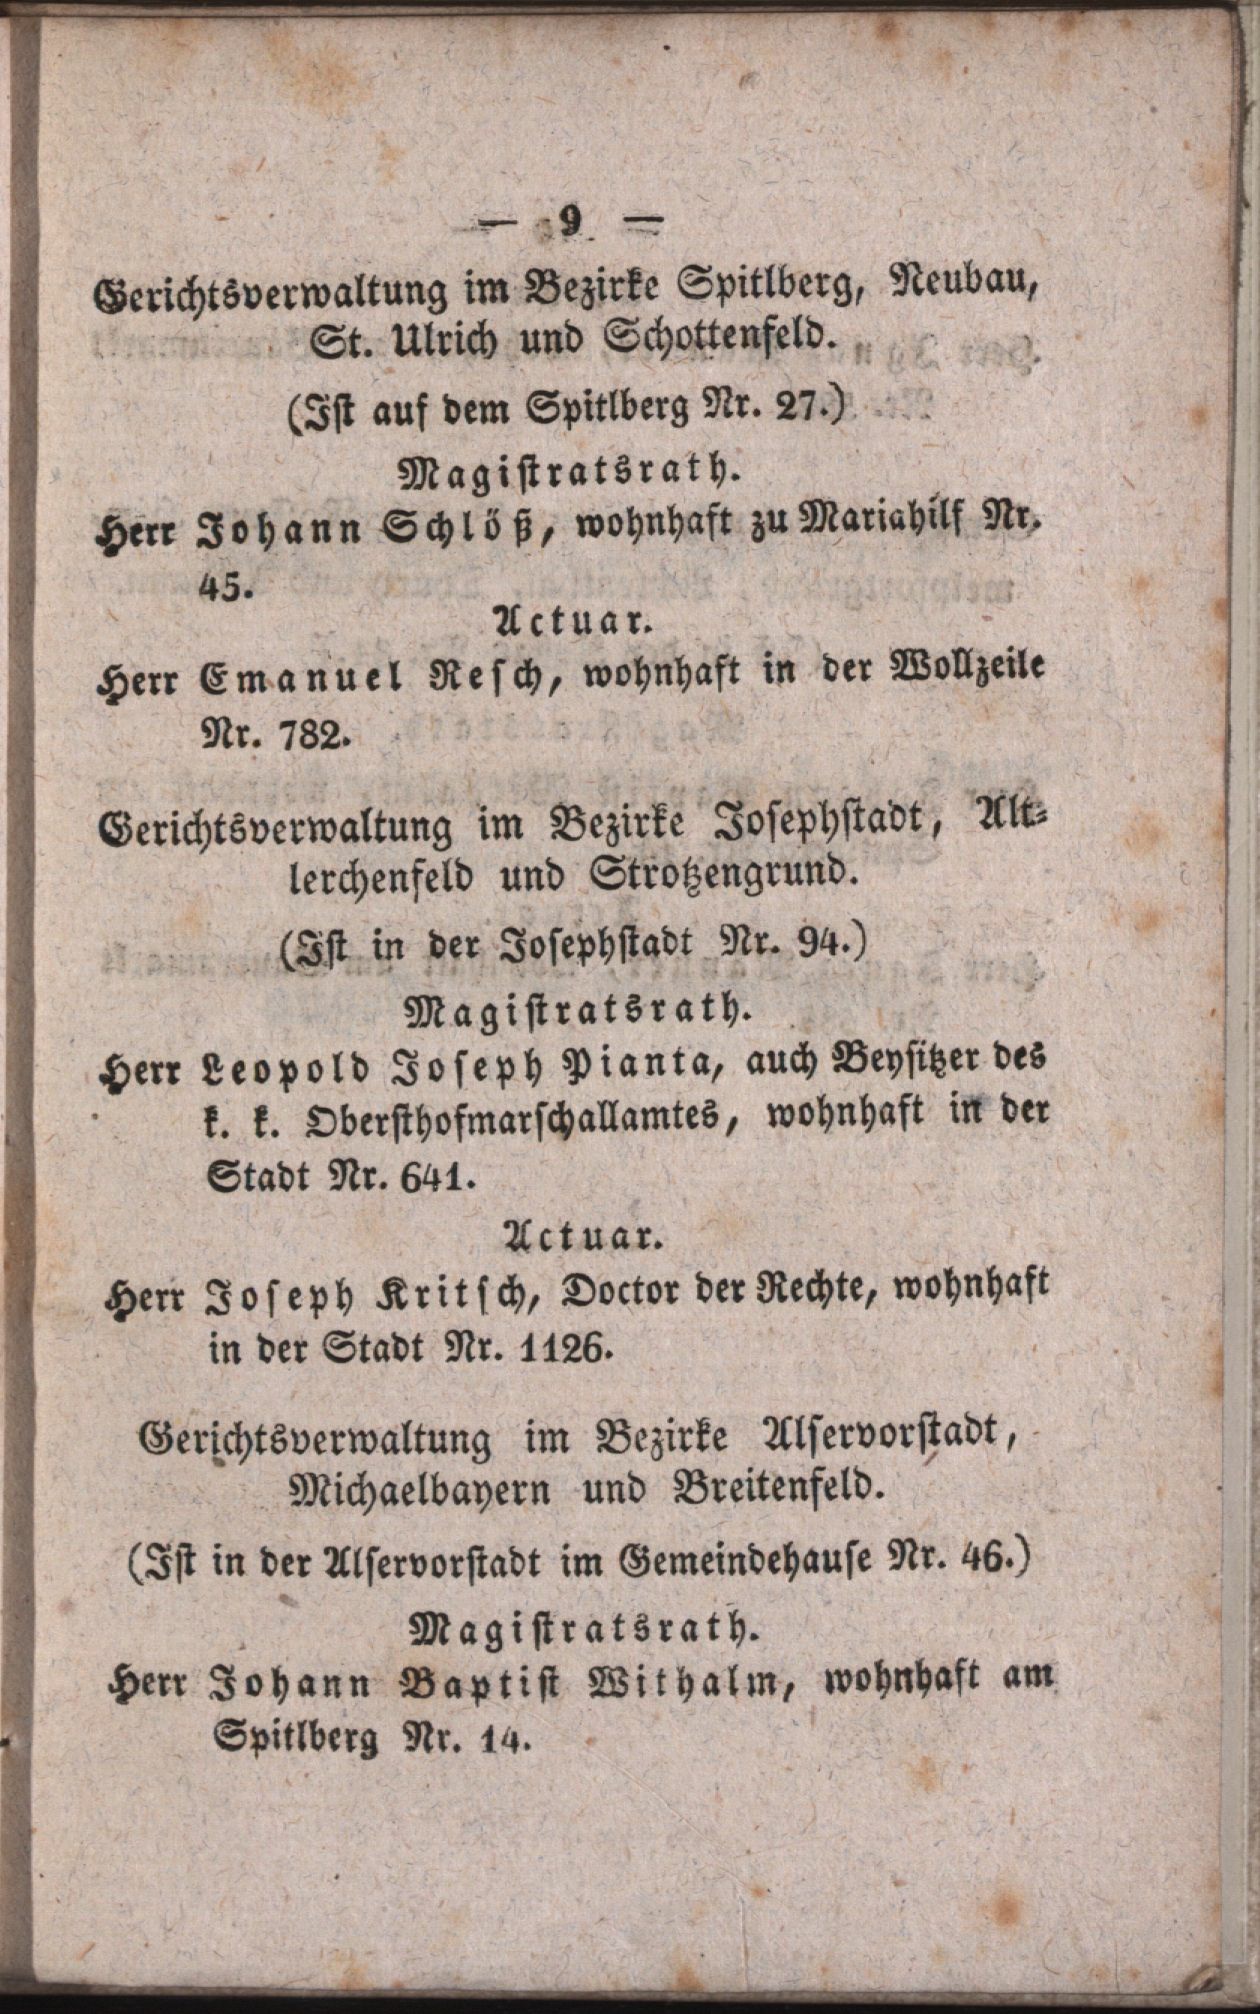 — 9 —
Gerichtsverwaltung im Bezirke Spitlberg, Neubau,
St. Ulrich und Schottenfeld.
(Ist auf dem Spitlberg Nr. 27.)
Magistratsrath.
Herr Johann Schlöß, wohnhaft zu Mariahilf Nr.
45.
Actuar.
Herr Emanuel Resch, wohnhaft in der Wollzeile
Nr. 782.
Gerichtsverwaltung im Bezirke Josephstadt, Alt-
lerchenfeld und Strotzengrund.
(Ist in der Josephstadt Nr. 94.)
Magistratsrath.
Herr Leopold Joseph Pianta, auch Beysitzer des
k. k. Obersthofmarschallamtes, wohnhaft in der
Stadt Nr. 641.
Actuar.
Herr Joseph Kritsch, Doctor der Rechte, wohnhaft
in der Stadt Nr. 1126.
Gerichtsverwaltung im Bezirke Alservorstadt,
Michaelbayern und Breitenfeld.
(Ist in der Alservorstadt im Gemeindehause Nr. 46.)
Magistratsrath.
Herr Johann Baptist Withalm, wohnhaft am
Spitlberg Nr. 14.